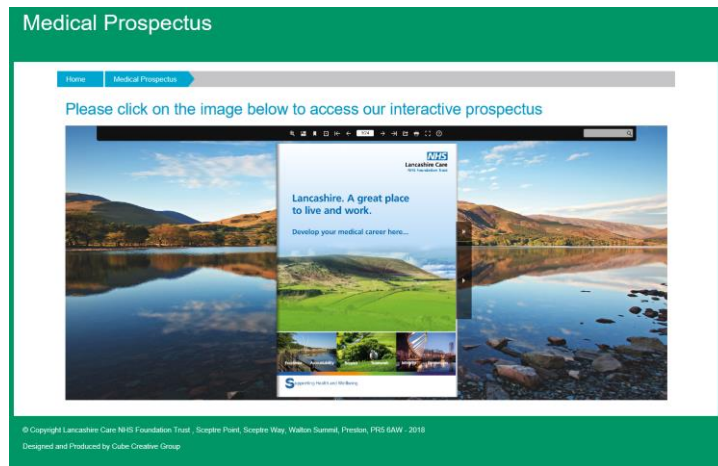 Medical Prospectus
Home Medical Prospectus
Please click on the image below to access our interactive prospectus
NHS
Lancashire Care
NHS Foundation Trust
Lancashire. A great place
to live and work.
Develop your medical career here...
Accountability
Supporting Health and Wellbeing
© Copyright Lancashire Care NHS Foundation Trust , Sceptre Point, Sceptre Way, Walton Summit, Preston, PR5 6AW - 2018
Designed and Produced by Cube Creative Group